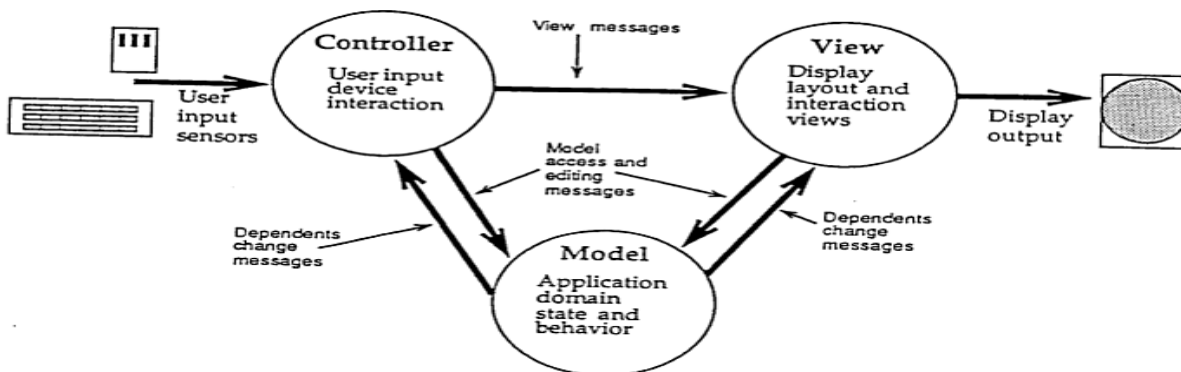 Controller
User input
device
interaction
View messages
View
Display
layout and
interaction
views
User
input
sensors
Display
output
Model
access and
editing
messages
Dependents
change
messages
Dependents
change
messages
Model
Application
domain
state and
behavior